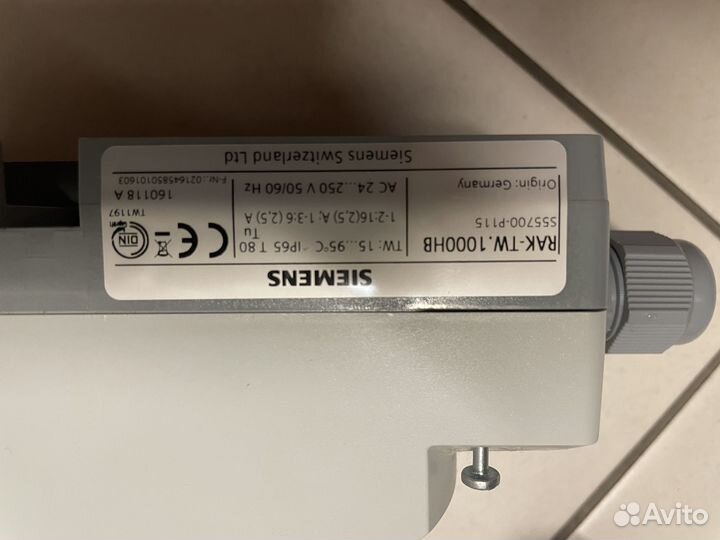 SIEMENS
RAK-TW.1000HB
S55700-P115
Origin: Germany
TW: 15...95°C IP65 T 80
Tu
1-2:16(2,5) A; 1-3:6 (2,5) A
AC 24...250 V 50/60 Hz
CE
DIN
TW1197
160118 A
F-Nr.:021645850101603
Siemens Switzerland Ltd
Avito